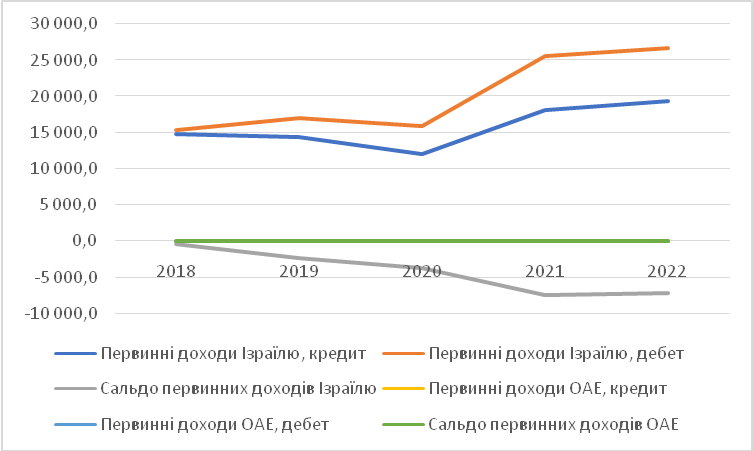 30 000,0
25 000,0
20 000,0
15 000,0
10 000,0
5 000,0
0,0
-5 000,0
-10 000,0
2018 2019 2020 2021 2022
Первинні доходи Ізраїлю, кредит Первинні доходи Ізраїлю, дебет
Сальдо первинних доходів Ізраїлю Первинні доходи ОАЕ, кредит
Первинні доходи ОАЕ, дебет Сальдо первинних доходів ОАЕ